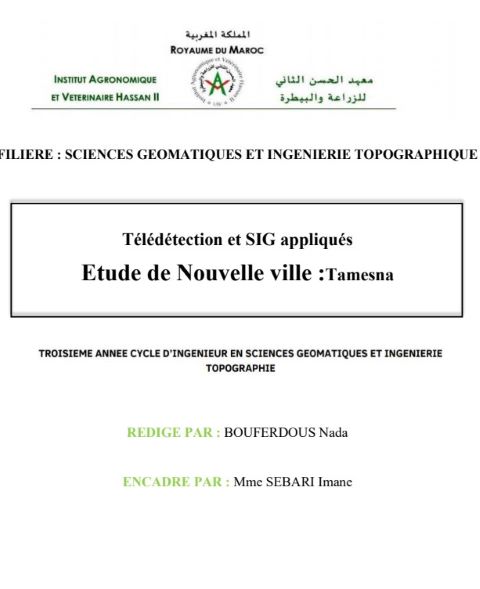 المملكة المغربية
ROYAUME DU MAROC
INSTITUT AGRONOMIQUE
ET VETERINAIRE HASSAN II
معهد الحسن الثاني
للزراعة والبيطرة
FILIERE : SCIENCES GEOMATIQUES ET INGENIERIE TOPOGRAPHIQUE
Télédétection et SIG appliqués
Etude de Nouvelle ville :Tamesna
TROISIEME ANNEE CYCLE D'INGENIEUR EN SCIENCES GEOMATIQUES ET INGENIERIE
TOPOGRAPHIE
REDIGE PAR : BOUFERDOUS Nada
ENCADRE PAR : Mme SEBARI Imane